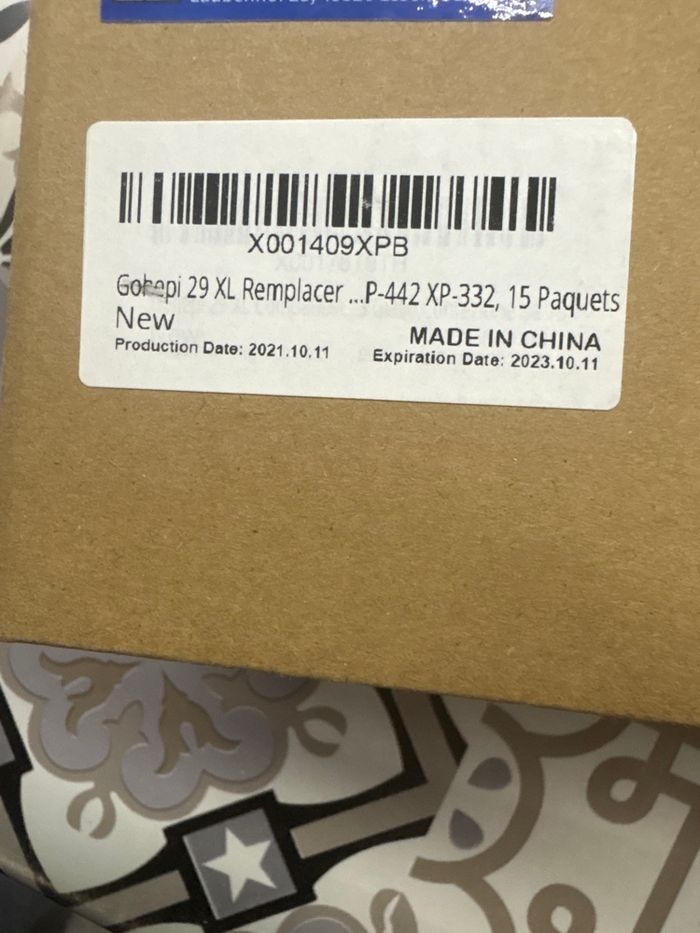 X001409XPB
Gohepi 29 XL Remplacer ...P-442 XP-332, 15 Paquets
New
MADE IN CHINA
Production Date: 2021.10.11
Expiration Date: 2023.10.11